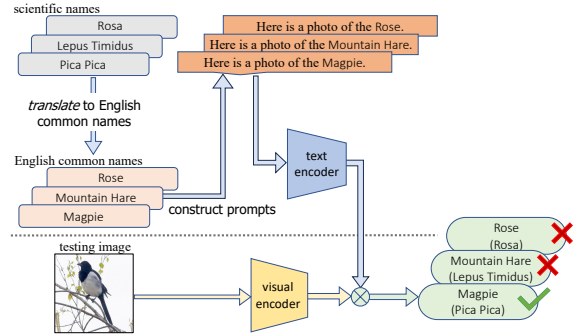 scientific names
Rosa
Lepus Timidus
Pica Pica
translate to English
common names
English common names
Rose
Mountain Hare
Magpie
construct prompts
Here is a photo of the Rose.
Here is a photo of the Mountain Hare.
Here is a photo of the Magpie.
text
encoder
testing image
visual
encoder
Rose
(Rosa)
Mountain Hare
(Lepus Timidus)
Magpie
(Pica Pica)